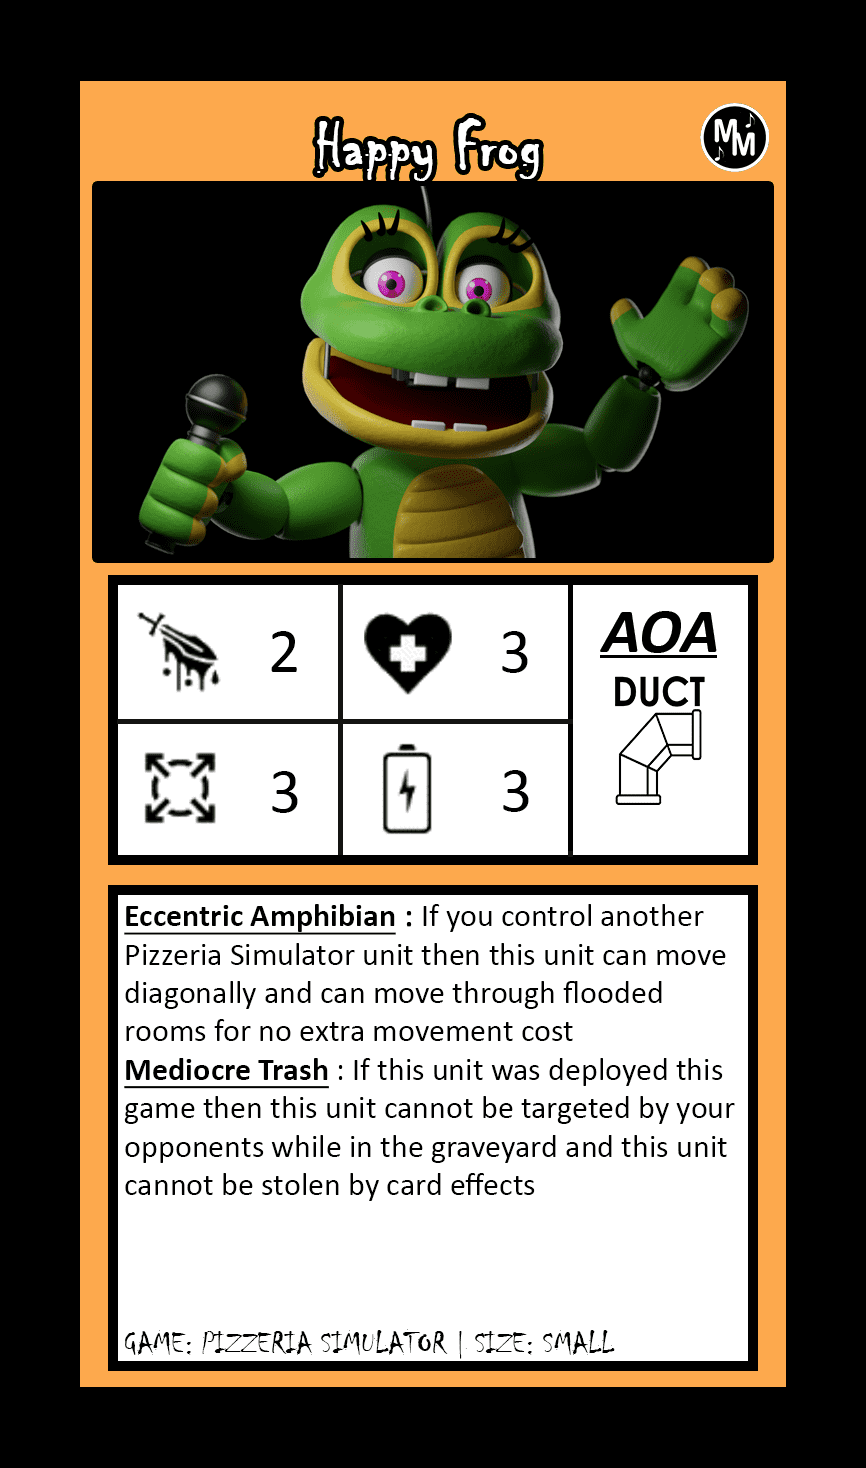 Happy Frog
MM
2
3
AOA
DUCT
3
3
Eccentric Amphibian : If you control another
Pizzeria Simulator unit then this unit can move
diagonally and can move through flooded
rooms for no extra movement cost
Mediocre Trash : If this unit was deployed this
game then this unit cannot be targeted by your
opponents while in the graveyard and this unit
cannot be stolen by card effects
GAME: PIZZERIA SIMULATOR | SIZE: SMALL